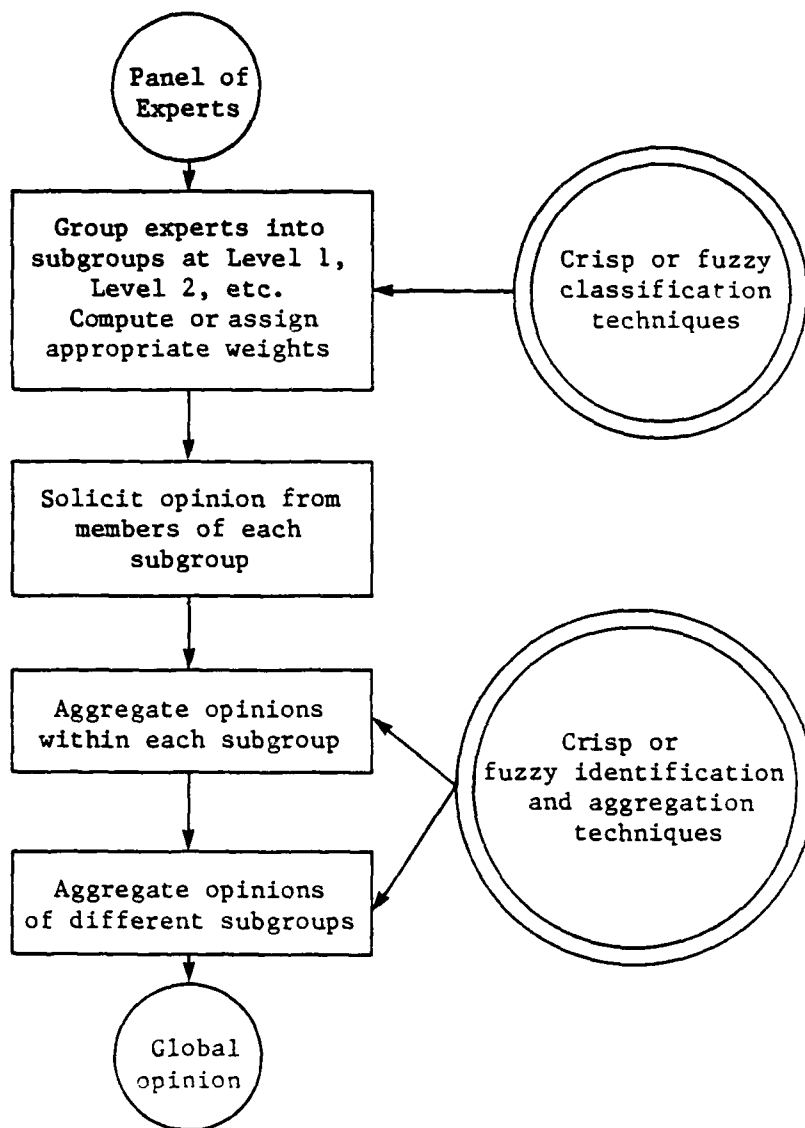 Panel of
Experts
Group experts into
subgroups at Level 1,
Level 2, etc.
Compute or assign
appropriate weights
Crisp or fuzzy
classification
techniques
Solicit opinion from
members of each
subgroup
Aggregate opinions
within each subgroup
Crisp or
fuzzy identification
and aggregation
techniques
Aggregate opinions
of different subgroups
Global
opinion